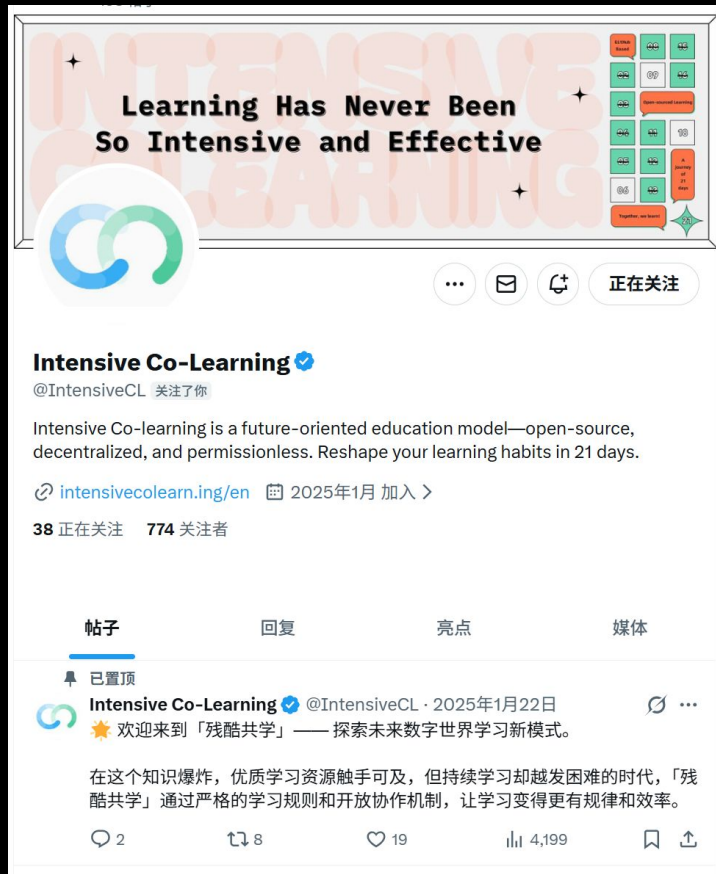 INTENSIVE
CLEARNING
Learning Has Never Been
So Intensive and Effective
09
10
06
Open-sourced Learning
A
journey
of
21
days
Together, we learn!
正在关注
Intensive Co-Learning
@IntensiveCL 关注了你
Intensive Co-learning is a future-oriented education model—open-source,
decentralized, and permissionless. Reshape your learning habits in 21 days.
intensivecolearn.ing/en 2025年1月 加入
38 正在关注 774 关注者
帖子 回复 亮点 媒体
已置顶
Intensive Co-Learning @IntensiveCL · 2025年1月22日
🌟 欢迎来到「残酷共学」—— 探索未来数字世界学习新模式。
在这个知识爆炸，优质学习资源触手可及，但持续学习却越发困难的时代，「残
酷共学」通过严格的学习规则和开放协作机制，让学习变得更有规律和效率。
2 8 19 4,199